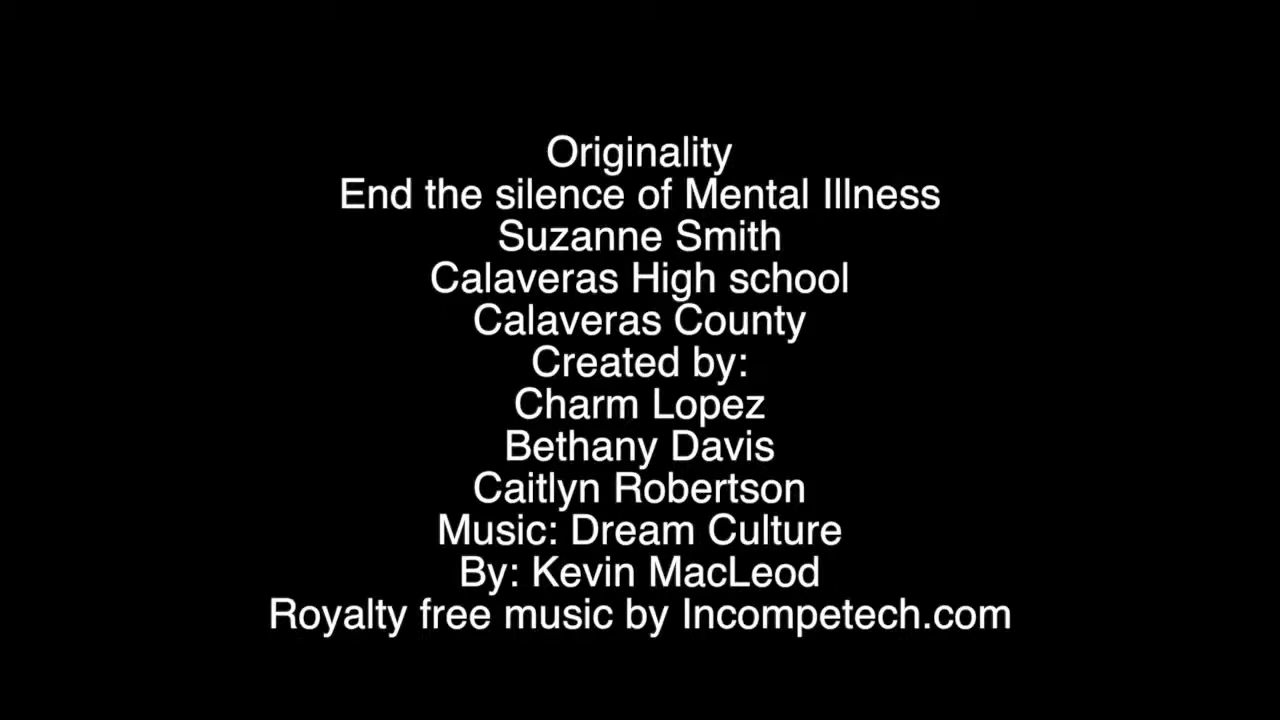 Originality
End the silence of Mental Illness
Suzanne Smith
Calaveras High school
Calaveras County
Created by:
Charm Lopez
Bethany Davis
Caitlyn Robertson
Music: Dream Culture
By: Kevin MacLeod
Royalty free music by Incompetech.com